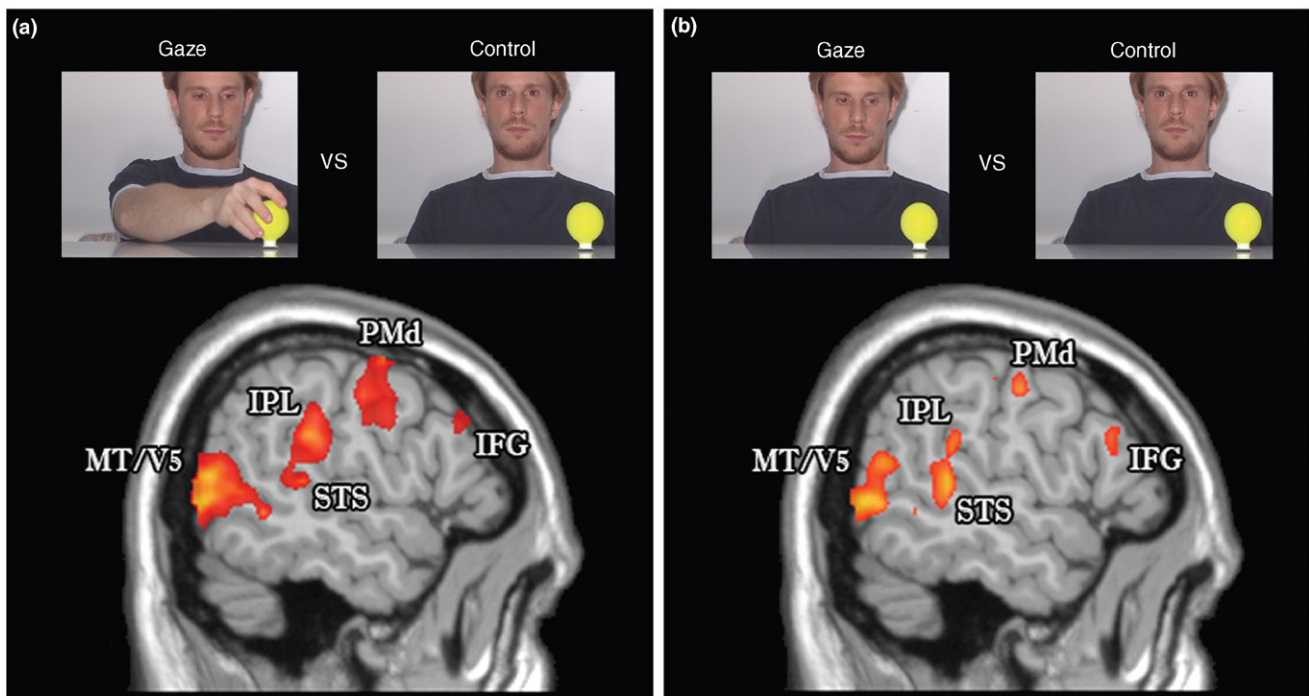 (a)
Gaze
Control
VS
PMd
IPL
IFG
MT/V5
STS
(b)
Gaze
Control
VS
PMd
IPL
IFG
MT/V5
STS